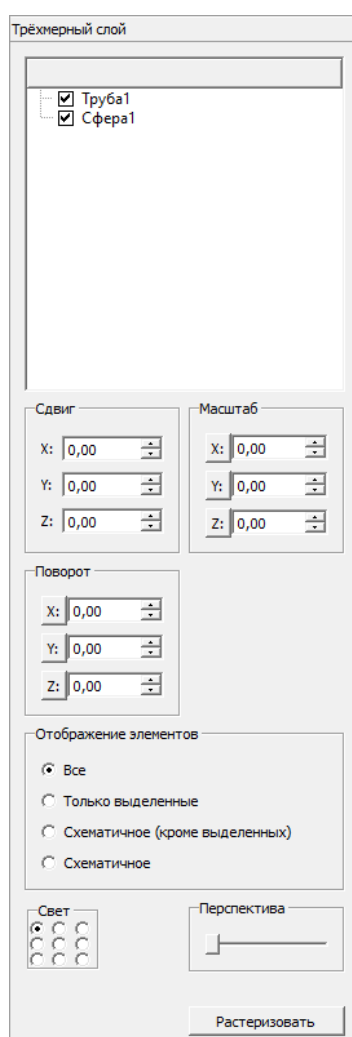 Трёхмерный слой
Труба1
Сфера1
Сдвиг
X: 0,00
Y: 0,00
Z: 0,00
Масштаб
X: 0,00
Y: 0,00
Z: 0,00
Поворот
X: 0,00
Y: 0,00
Z: 0,00
Отображение элементов
Все
Только выделенные
Схематичное (кроме выделенных)
Схематичное
Свет
Перспектива
Растеризовать